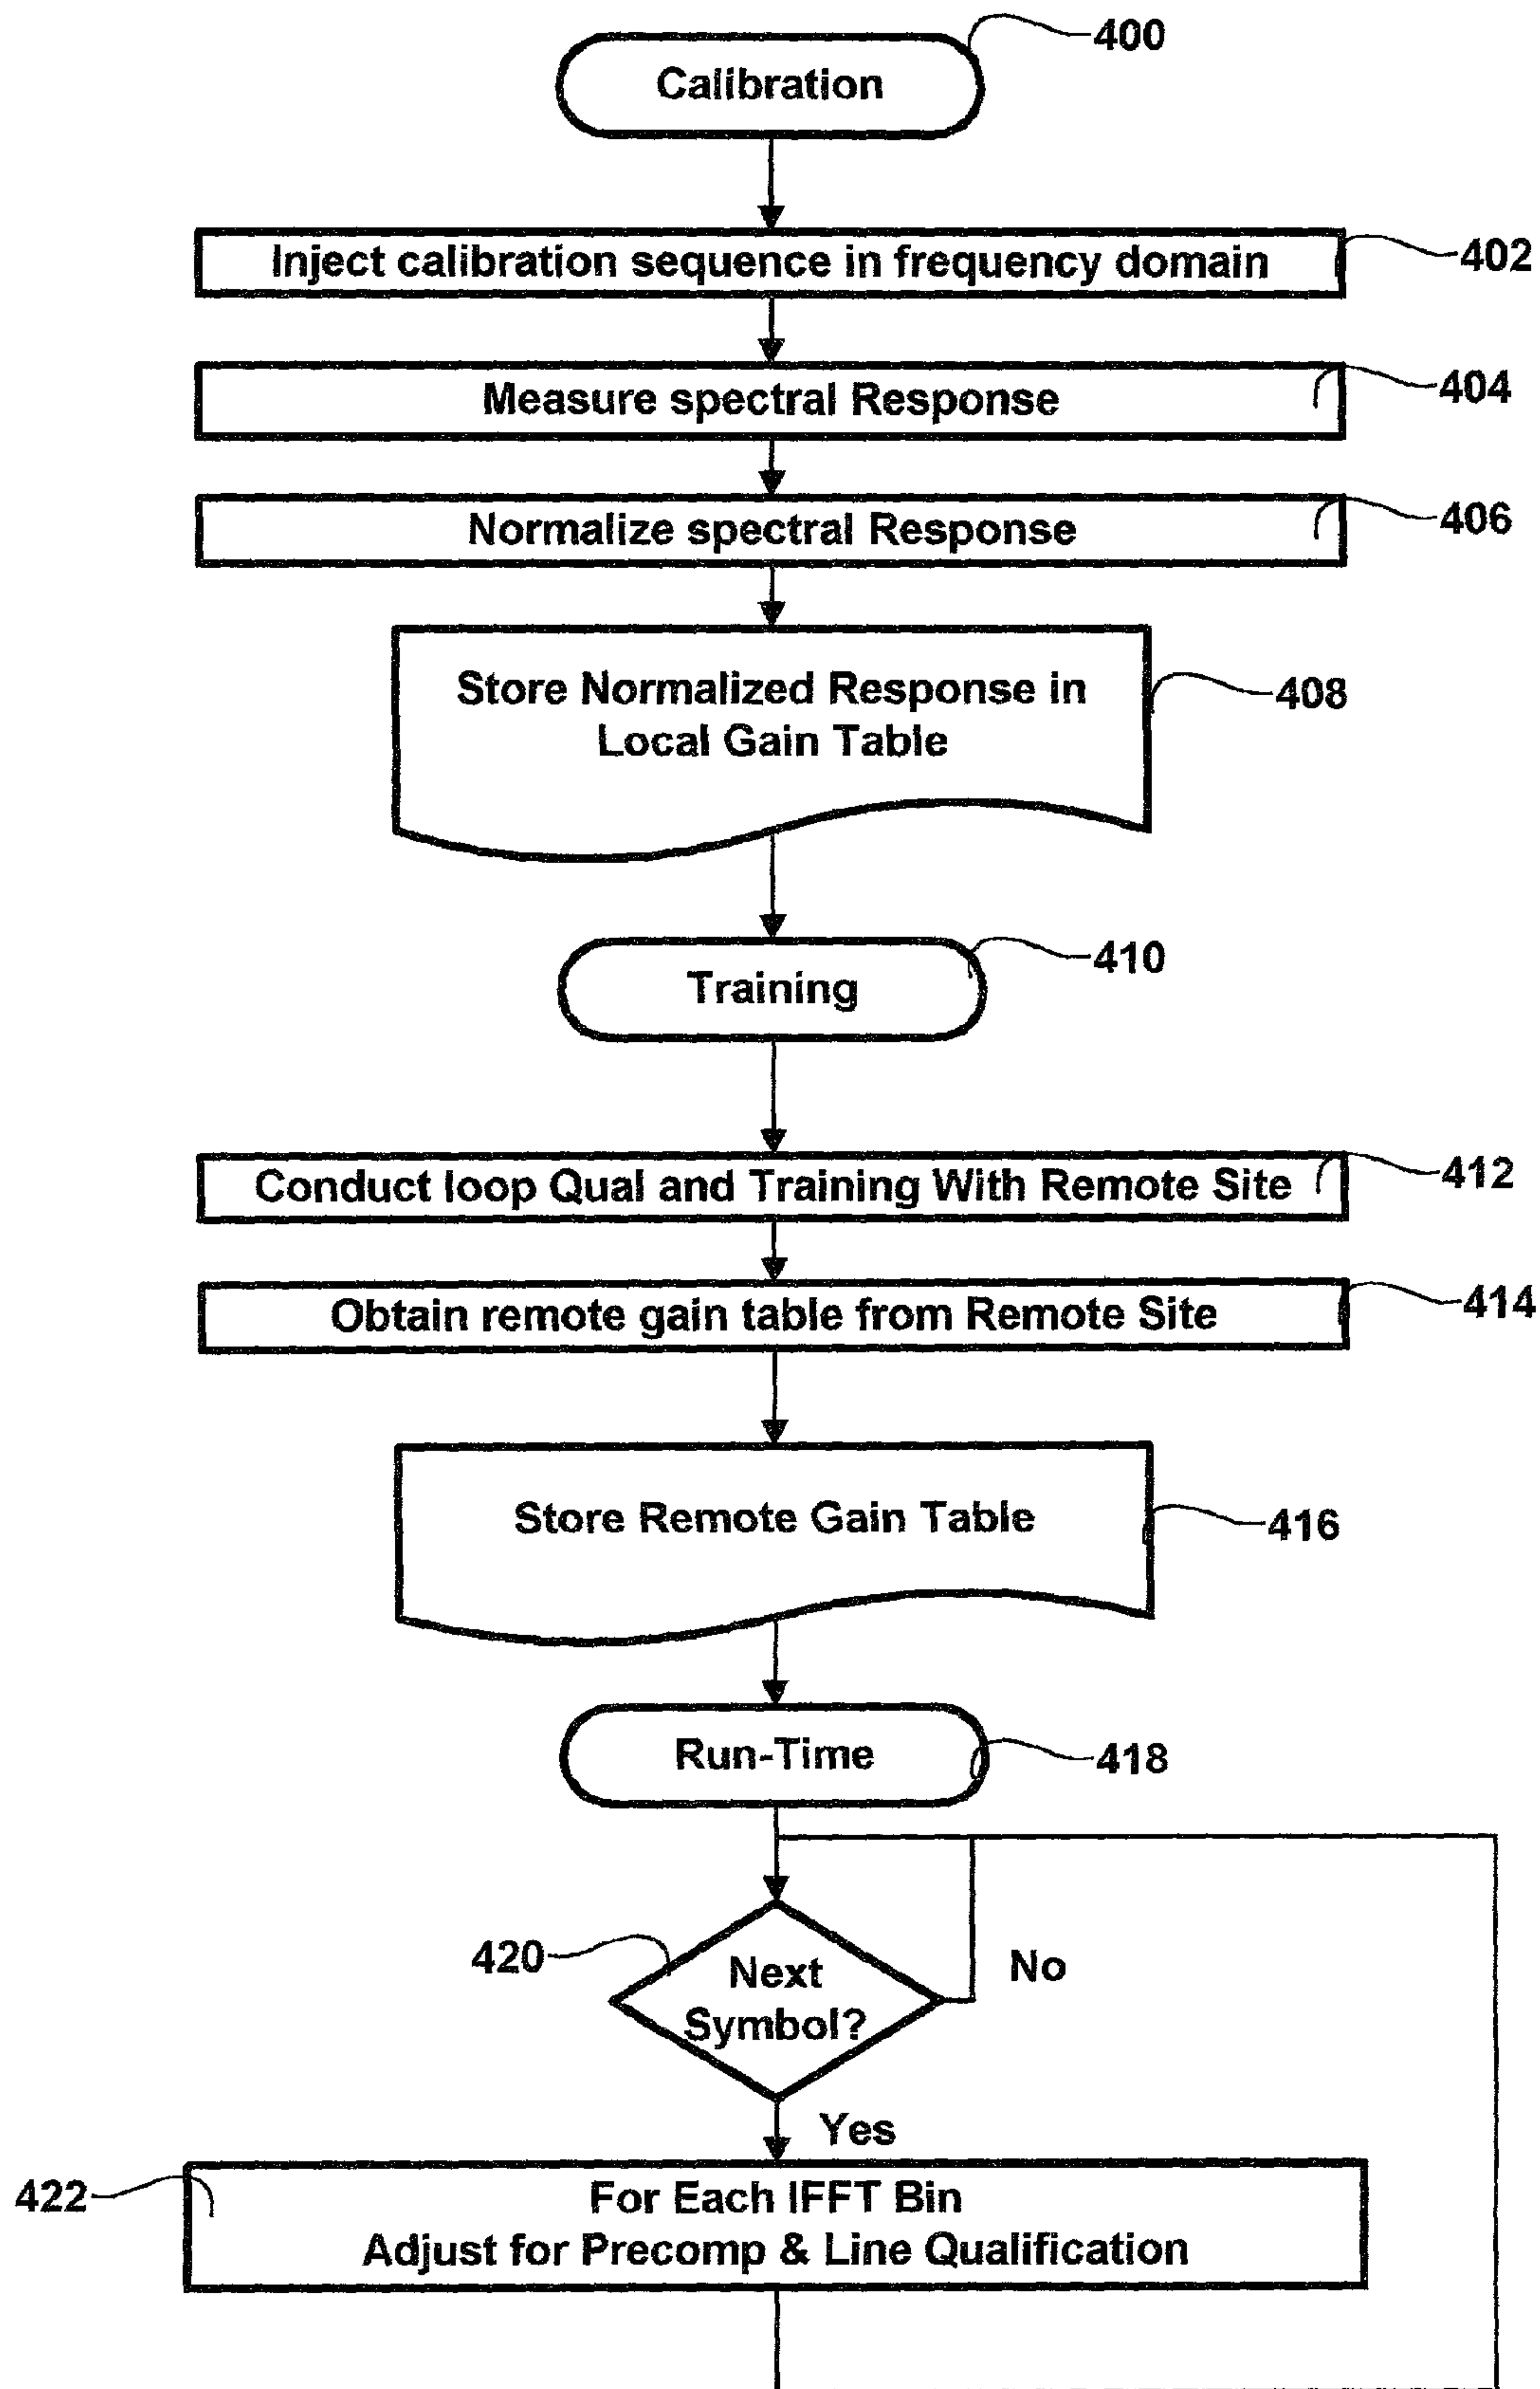 400
Calibration
Inject calibration sequence in frequency domain
402
Measure spectral Response
404
Normalize spectral Response
406
Store Normalized Response in
Local Gain Table
408
410
Training
Conduct loop Qual and Training With Remote Site
412
Obtain remote gain table from Remote Site
414
Store Remote Gain Table
416
Run-Time
418
420
Next
Symbol?
No
Yes
422
For Each IFFT Bin
Adjust for Precomp & Line Qualification